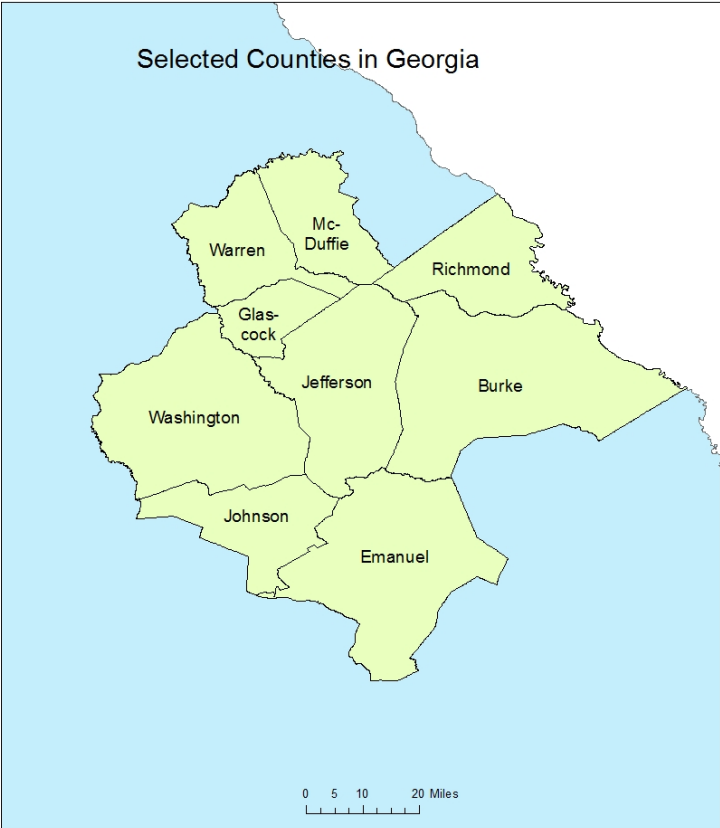 Selected Counties in Georgia
Mc-
Duffie
Warren
Richmond
Glas-
cock
Jefferson
Burke
Washington
Johnson
Emanuel
0 5 10 20 Miles